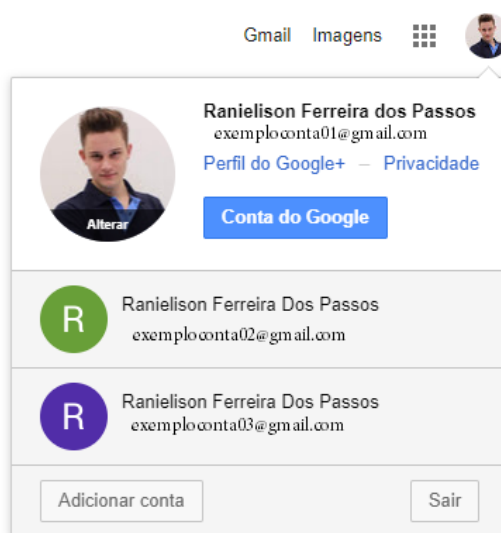 Gmail Imagens
Ranielison Ferreira dos Passos
exemploconta01@gmail.com
Perfil do Google+ – Privacidade
Alterar
Conta do Google
R
Ranielison Ferreira Dos Passos
exemploconta02@gmail.com
R
Ranielison Ferreira Dos Passos
exemploconta03@gmail.com
Adicionar conta Sair